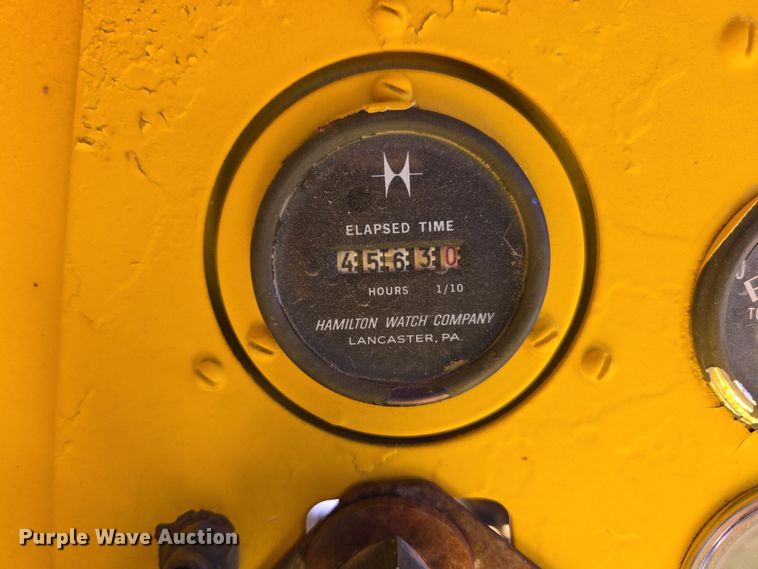 H
ELAPSED TIME
45630
HOURS 1/10
HAMILTON WATCH COMPANY
LANCASTER, PA.
Purple Wave Auction